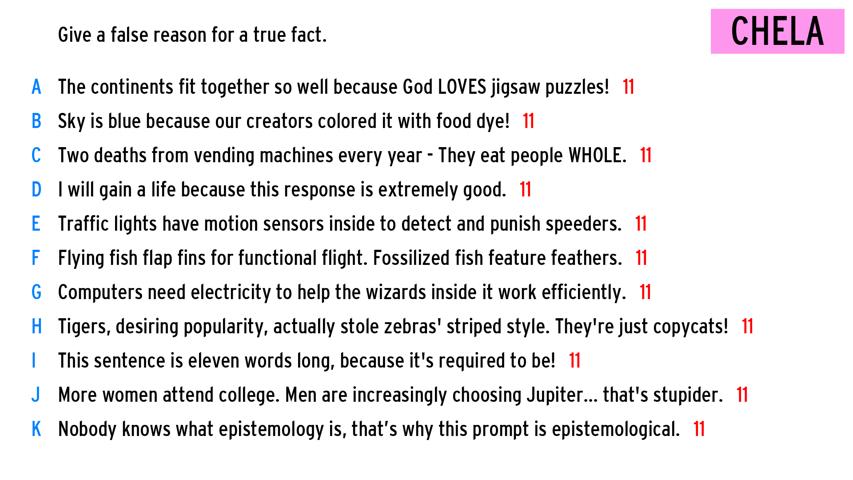 Give a false reason for a true fact.
CHELA
A The continents fit together so well because God LOVES jigsaw puzzles! 11
B Sky is blue because our creators colored it with food dye! 11
C Two deaths from vending machines every year - They eat people WHOLE. 11
D I will gain a life because this response is extremely good. 11
E Traffic lights have motion sensors inside to detect and punish speeders. 11
F Flying fish flap fins for functional flight. Fossilized fish feature feathers. 11
G Computers need electricity to help the wizards inside it work efficiently. 11
H Tigers, desiring popularity, actually stole zebras' striped style. They're just copycats! 11
I This sentence is eleven words long, because it's required to be! 11
J More women attend college. Men are increasingly choosing Jupiter... that's stupider. 11
K Nobody knows what epistemology is, that’s why this prompt is epistemological. 11